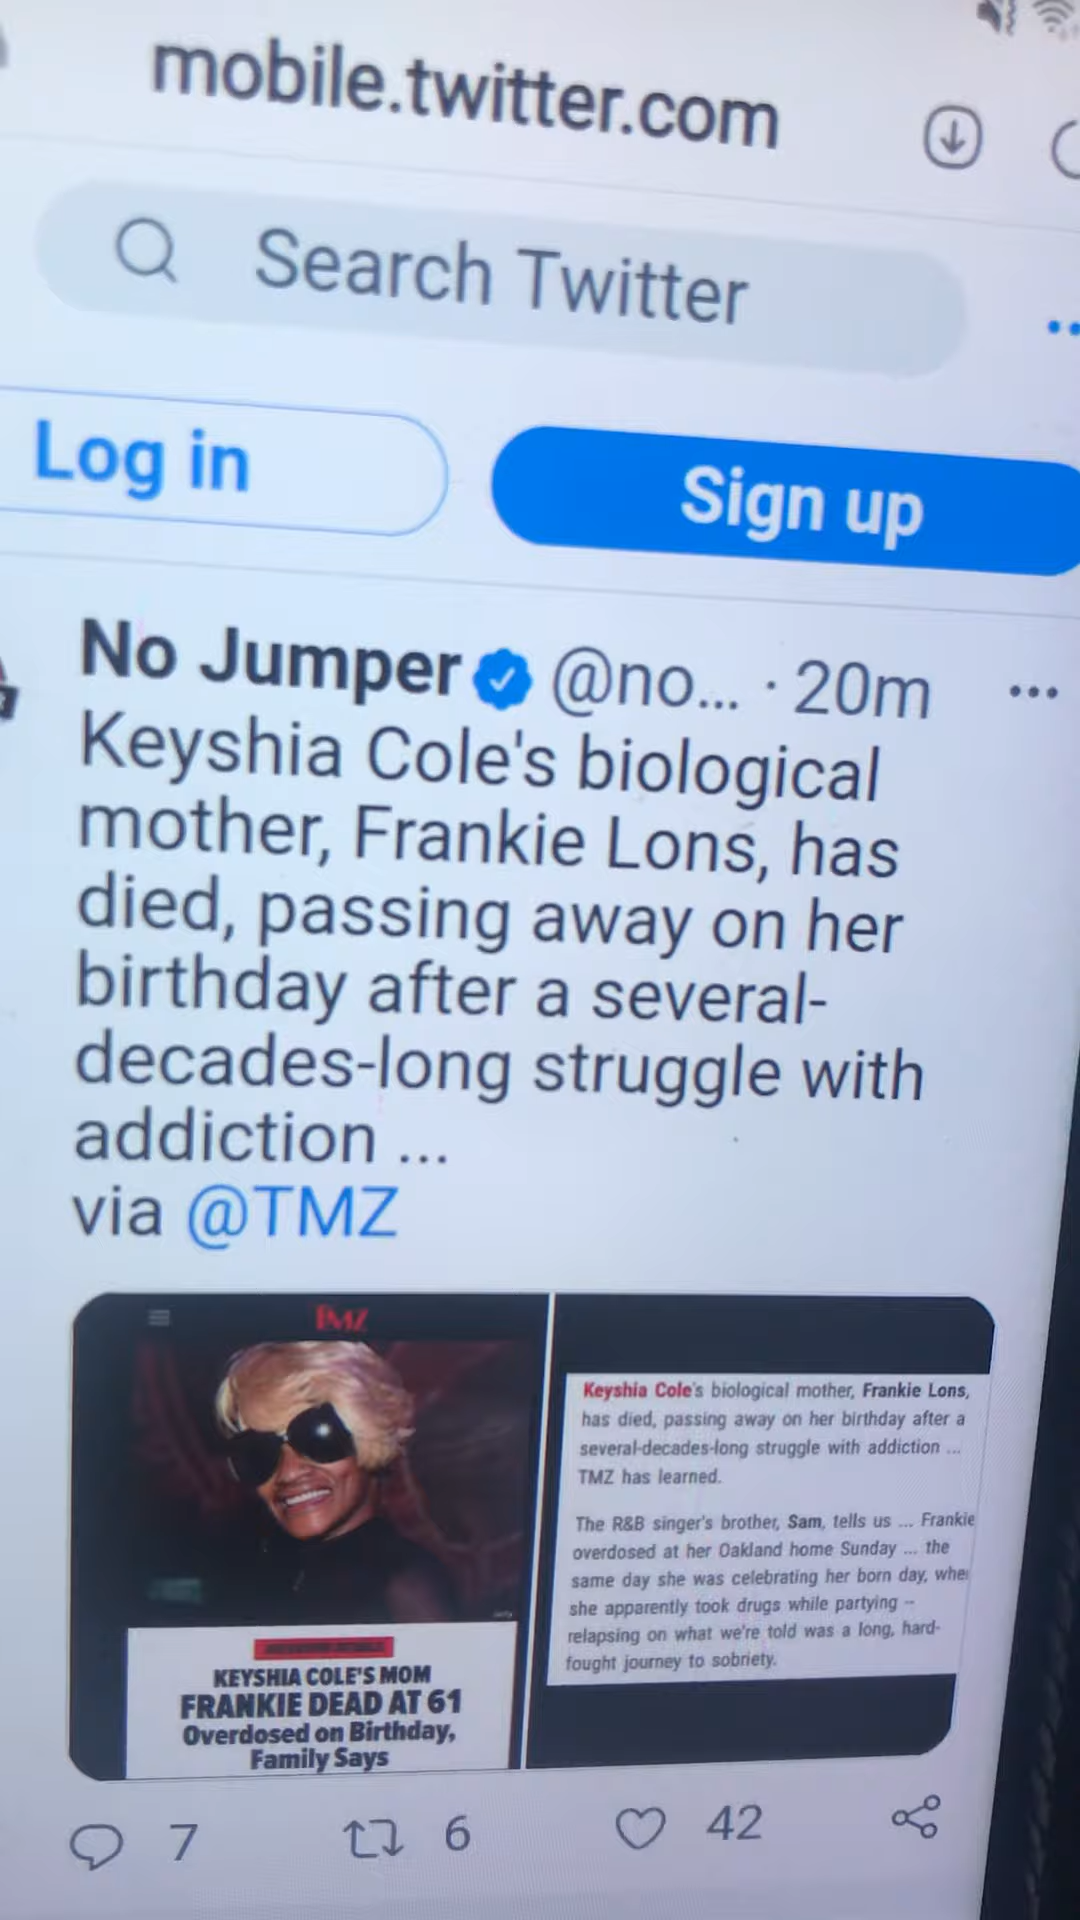 mobile.twitter.com
Search Twitter
Log in
Sign up
No Jumper @no... · 20m
Keyshia Cole's biological
mother, Frankie Lons, has
died, passing away on her
birthday after a several-
decades-long struggle with
addiction ...
via @TMZ
TMZ
KEYSHIA COLE'S MOM
FRANKIE DEAD AT 61
Overdosed on Birthday,
Family Says
Keyshia Cole's biological mother, Frankie Lons,
has died, passing away on her birthday after a
several-decades-long struggle with addiction ...
TMZ has learned.
The R&B singer's brother, Sam, tells us ... Frankie
overdosed at her Oakland home Sunday ... the
same day she was celebrating her born day, whe
she apparently took drugs while partying --
relapsing on what we're told was a long, hard-
fought journey to sobriety.
7 6 42